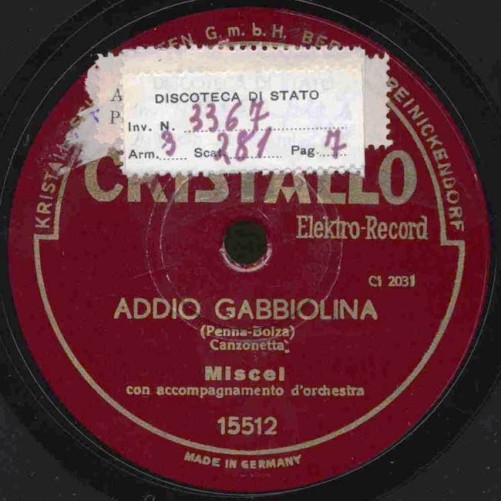 G.m.b.H.
REINICKENDORF
DISCOTECA DI STATO
Inv. N. 3367
Arm. 3 Scaf. 281 Pag. 7
CRISTALLO
Elektro-Record
C1 2031
ADDIO GABBIOLINA
(Penna-Bolza)
Canzonetta
Miscel
con accompagnamento d'orchestra
15512
MADE IN GERMANY